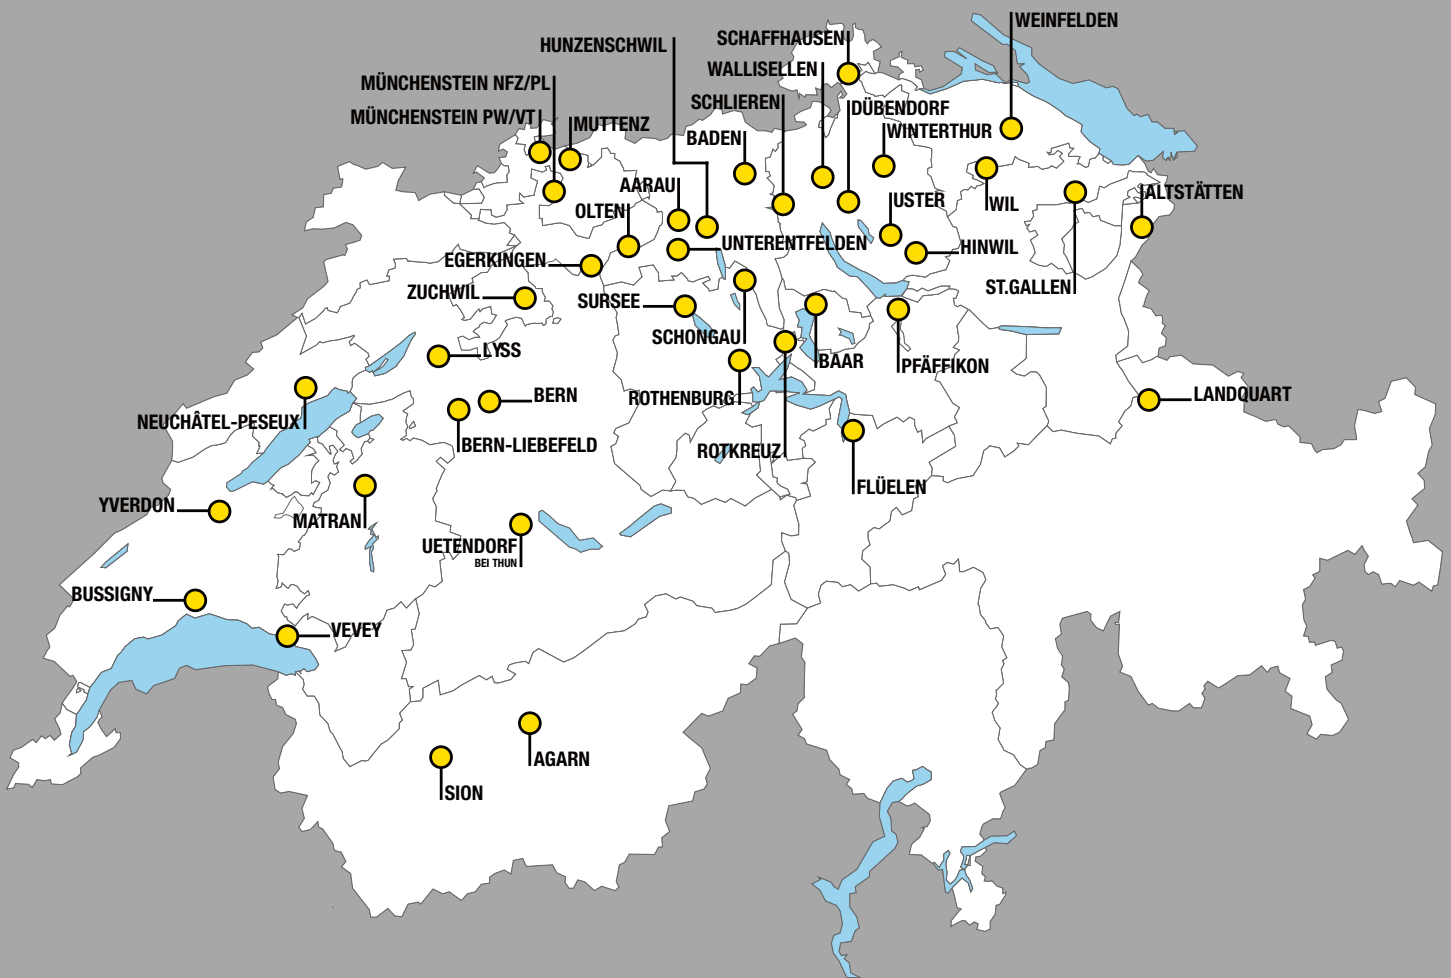 WEINFELDEN
SCHAFFHAUSEN
HUNZENSCHWIL
WALLISELLEN
MÜNCHENSTEIN NFZ/PL
SCHLIEREN
DÜBENDORF
MÜNCHENSTEIN PW/VT
MUTTENZ
WINTERTHUR
BADEN
AARAU
ALTSTÄTTEN
USTER
WIL
OLTEN
UNTERENTFELDEN
HINWIL
EGERKINGEN
ST.GALLEN
ZUCHWIL
SURSEE
SCHONGAU
LYSS
BAAR
PFÄFFIKON
BERN
ROTHENBURG
LANDQUART
NEUCHÂTEL-PESEUX
BERN-LIEBEFELD
ROTKREUZ
FLÜELEN
YVERDON
MATRAN
UETENDORF
BEI THUN
BUSSIGNY
VEVEY
AGARN
SION